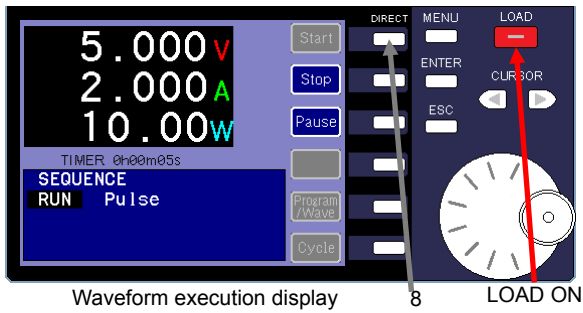 5.000V
2.000A
10.00W
TIMER 0h00m05s
SEQUENCE
RUN Pulse
Start
Stop
Pause
Program
/Wave
Cycle
DIRECT
MENU
LOAD
ENTER
CURSOR
ESC
Waveform execution display
8
LOAD ON